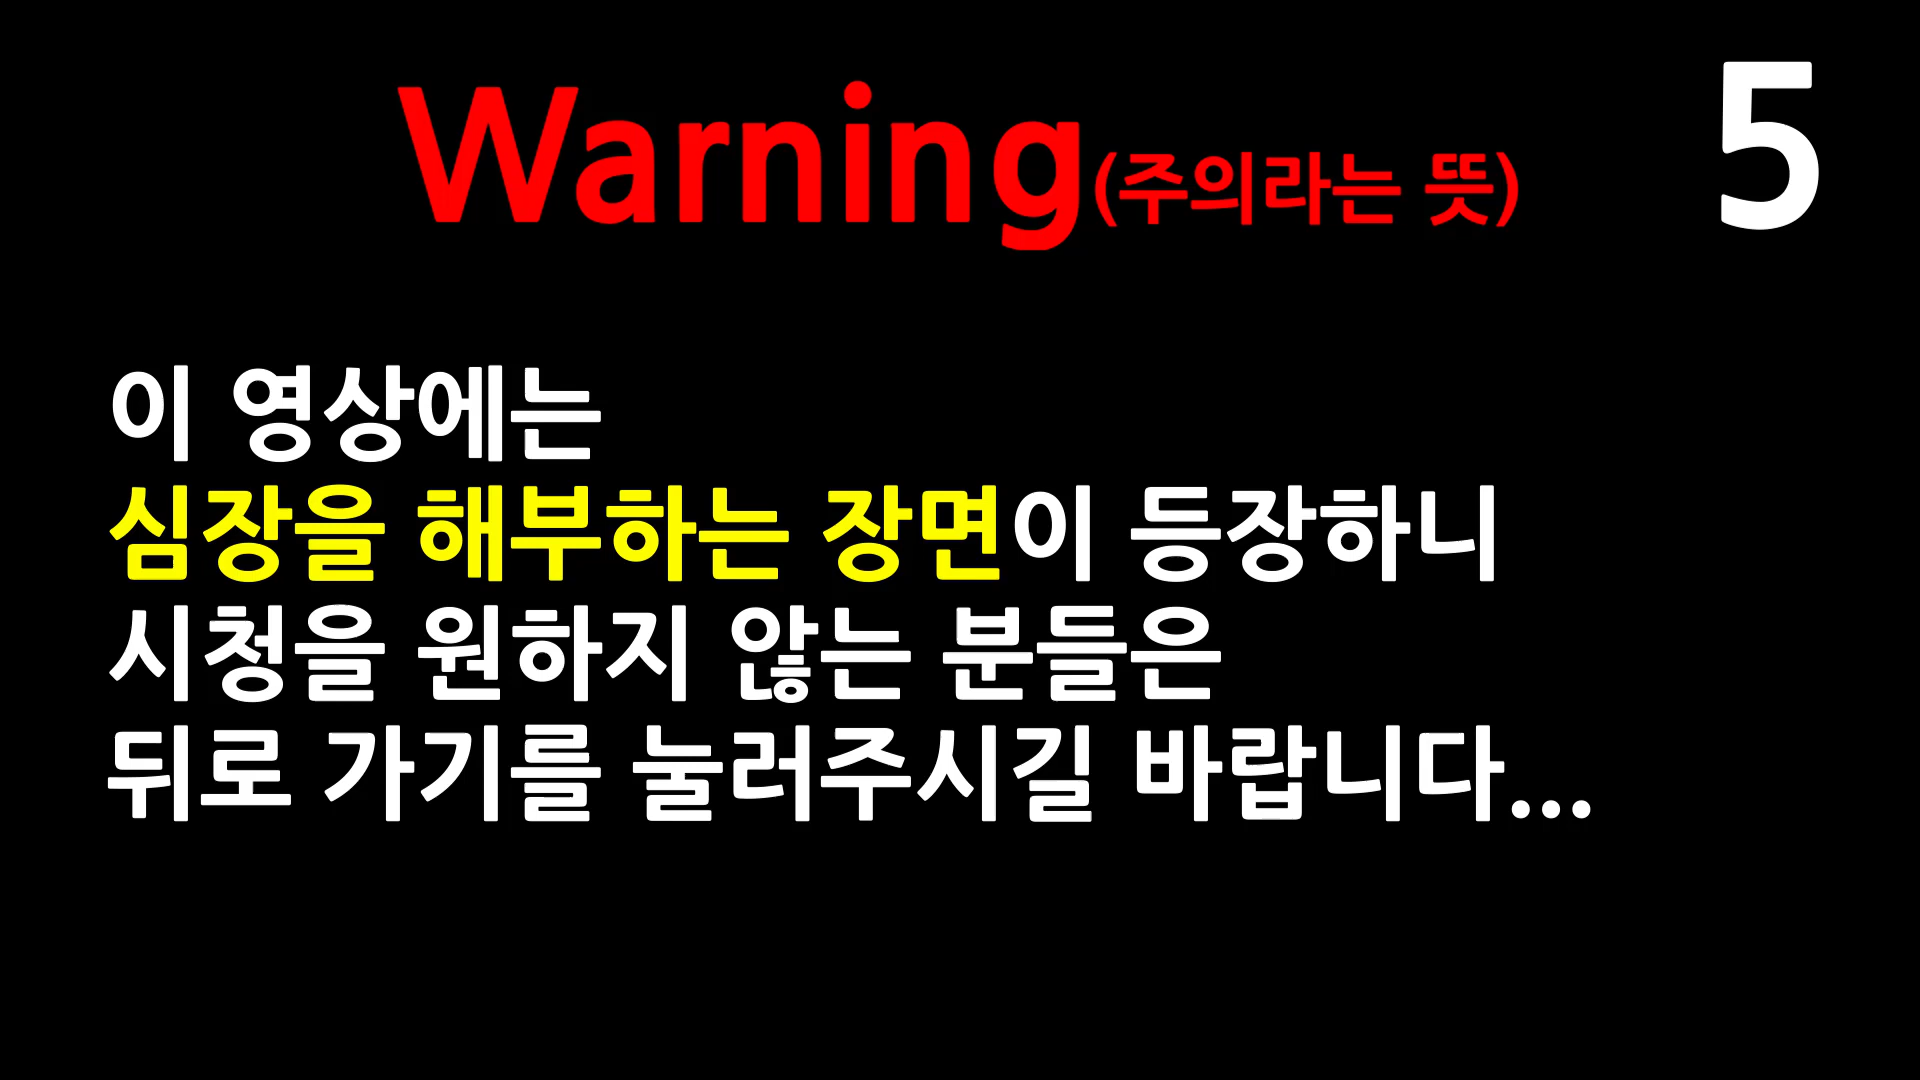 Warning(주의라는 뜻)
5
이 영상에는
심장을 해부하는 장면이 등장하니
시청을 원하지 않는 분들은
뒤로 가기를 눌러주시길 바랍니다...